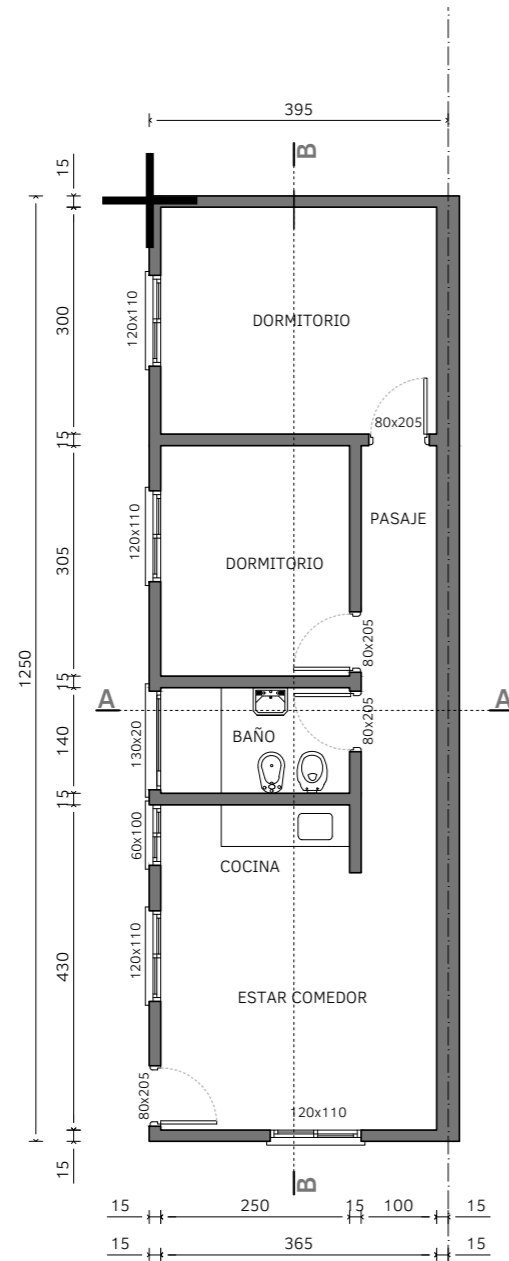 395
B
15
300
15
305
15
140
15
430
15
1250
120x110
DORMITORIO
80x205
PASAJE
120x110
DORMITORIO
80x205
A
A
130x20
BAÑO
80x205
60x100
COCINA
120x110
ESTAR COMEDOR
80x205
120x110
B
15 250 15 100 15
15 365 15